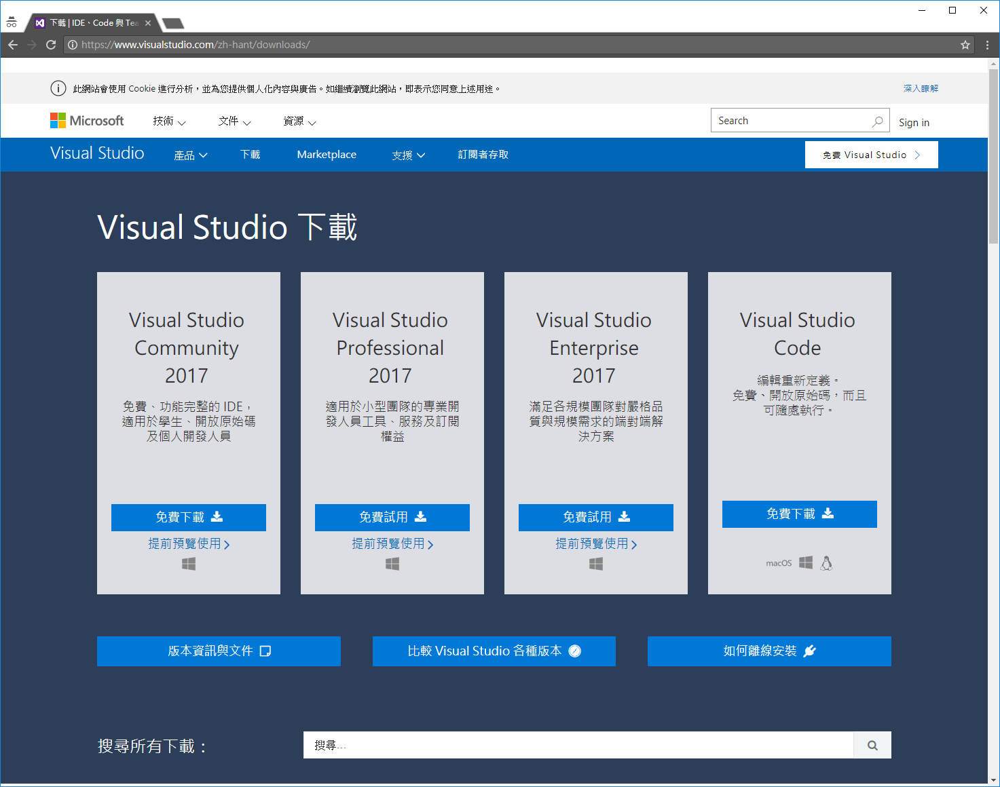 下載 | IDE、Code 與 Tea
https://www.visualstudio.com/zh-hant/downloads/
此網站會使用 Cookie 進行分析，並為您提供個人化內容與廣告。如繼續瀏覽此網站，即表示您同意上述用途。
深入瞭解
Microsoft
技術
文件
資源
Search
Sign in
Visual Studio
產品
下載
Marketplace
支援
訂閱者存取
免費 Visual Studio
Visual Studio 下載
Visual Studio
Community
2017
免費、功能完整的 IDE，
適用於學生、開放原始碼
及個人開發人員
免費下載
提前預覽使用
Visual Studio
Professional
2017
適用於小型團隊的專業開
發人員工具、服務及訂閱
權益
免費試用
提前預覽使用
Visual Studio
Enterprise
2017
滿足各規模團隊對嚴格品
質與規模需求的端對端解
決方案
免費試用
提前預覽使用
Visual Studio
Code
編輯重新定義。
免費、開放原始碼，而且
可隨處執行。
免費下載
macOS
版本資訊與文件
比較 Visual Studio 各種版本
如何離線安裝
搜尋所有下載：
搜尋...